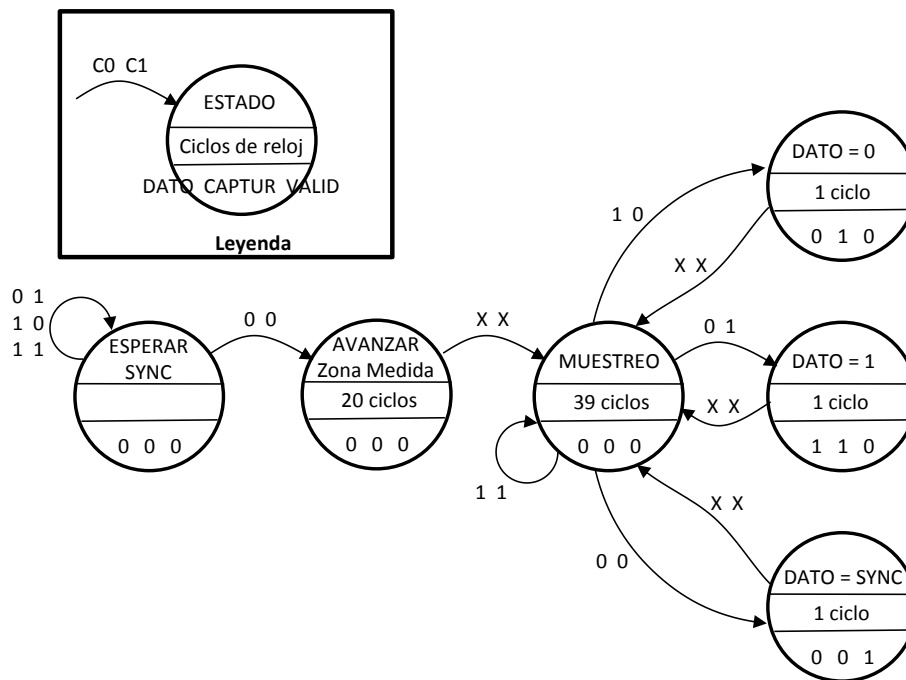 C0 C1
ESTADO
Ciclos de reloj
DATO CAPTUR VALID
Leyenda
0 1
1 0
1 1
ESPERAR
SYNC
0 0 0
0 0
AVANZAR
Zona Medida
20 ciclos
0 0 0
X X
MUESTREO
39 ciclos
0 0 0
1 1
1 0
DATO = 0
1 ciclo
0 1 0
X X
0 1
DATO = 1
1 ciclo
1 1 0
X X
0 0
DATO = SYNC
1 ciclo
0 0 1
X X